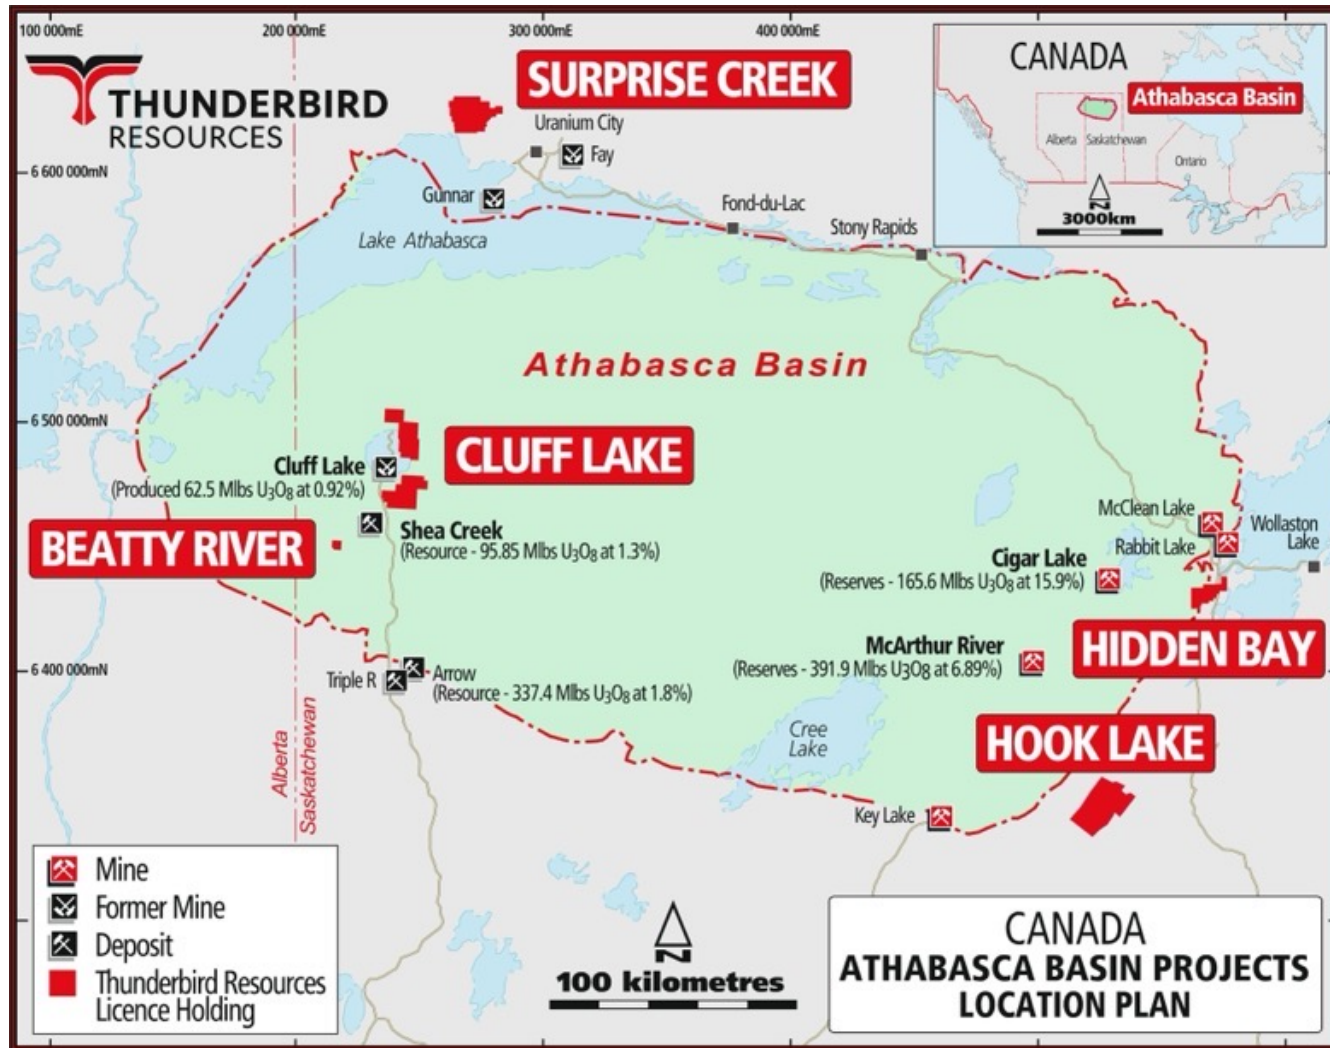 100 000mE
200 000mE
300 000mE
400 000mE
THUNDERBIRD
RESOURCES
SURPRISE CREEK
CANADA
Athabasca Basin
Alberta
Saskatchewan
Ontario
N
3000km
Uranium City
Fay
6 600 000mN
Gunnar
Fond-du-Lac
Stony Rapids
Lake Athabasca
Athabasca Basin
6 500 000mN
CLUFF LAKE
Cluff Lake
(Produced 62.5 Mlbs U₃O₈ at 0.92%)
McClean Lake
Wollaston
Lake
Rabbit Lake
BEATTY RIVER
Shea Creek
(Resource - 95.85 Mlbs U₃O₈ at 1.3%)
Cigar Lake
(Reserves - 165.6 Mlbs U₃O₈ at 15.9%)
HIDDEN BAY
McArthur River
(Reserves - 391.9 Mlbs U₃O₈ at 6.89%)
6 400 000mN
Triple R
Arrow
(Resource - 337.4 Mlbs U₃O₈ at 1.8%)
Cree
Lake
HOOK LAKE
Alberta
Saskatchewan
Key Lake
Mine
Former Mine
Deposit
Thunderbird Resources
Licence Holding
N
100 kilometres
CANADA
ATHABASCA BASIN PROJECTS
LOCATION PLAN